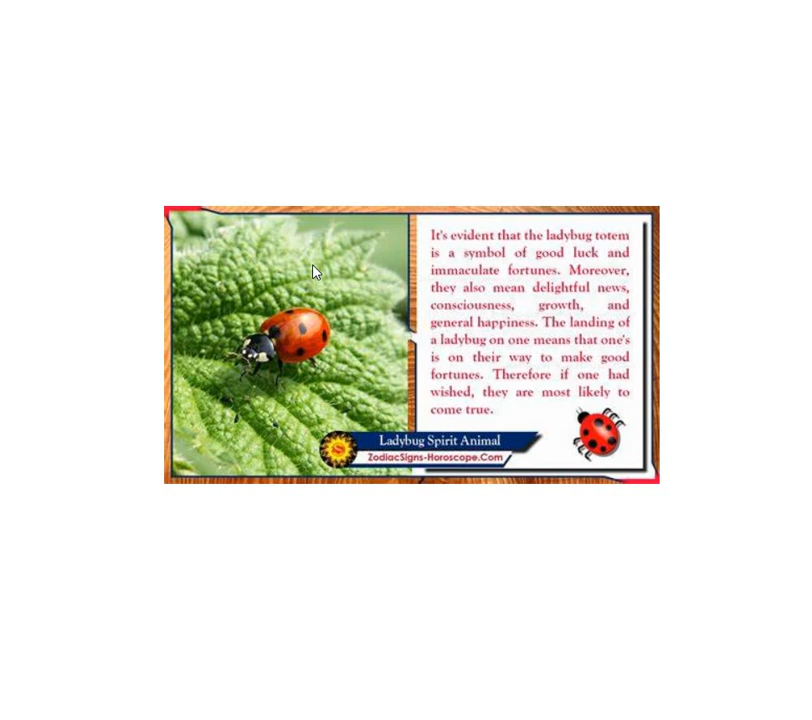 It's evident that the ladybug totem
is a symbol of good luck and
immaculate fortunes. Moreover,
they also mean delightful news,
consciousness, growth, and
general happiness. The landing of
a ladybug on one means that one's
is on their way to make good
fortunes. Therefore if one had
wished, they are most likely to
come true.
Ladybug Spirit Animal
ZodiacSigns-Horoscope.Com